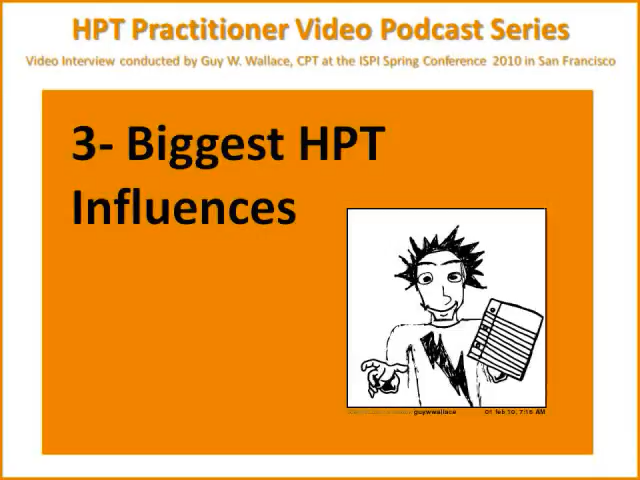 HPT Practitioner Video Podcast Series
Video Interview conducted by Guy W. Wallace, CPT at the ISPI Spring Conference 2010 in San Francisco
3- Biggest HPT
Influences
guywwallace 01 feb 10, 7:15 AM